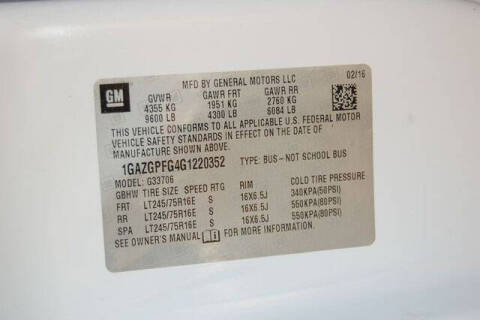 GM
MFD BY GENERAL MOTORS LLC 02/16
GVWR GAWR FRT GAWR RR
4355 KG 1951 KG 2760 KG
9600 LB 4300 LB 6084 LB
THIS VEHICLE CONFORMS TO ALL APPLICABLE U.S. FEDERAL MOTOR
VEHICLE SAFETY STANDARDS IN EFFECT ON THE DATE OF
MANUFACTURE SHOWN ABOVE.
1GAZGPFG4G1220352 TYPE: BUS-NOT SCHOOL BUS
MODEL: G33706
GBHW TIRE SIZE SPEED RTG RIM COLD TIRE PRESSURE
FRT LT245/75R16E S 16X6.5J 340KPA(50PSI)
RR LT245/75R16E S 16X6.5J 550KPA(80PSI)
SPA LT245/75R16E S 16X6.5J 550KPA(80PSI)
SEE OWNER'S MANUAL FOR MORE INFORMATION.